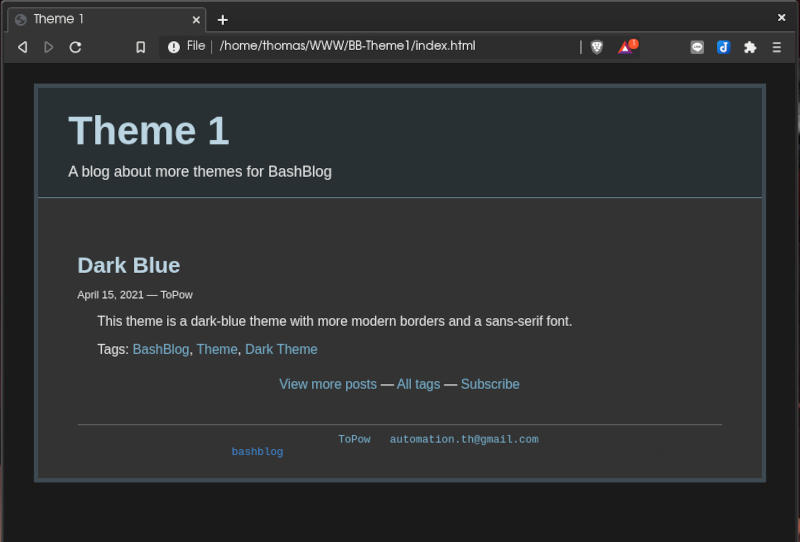 Theme 1
File | /home/thomas/WWW/BB-Theme1/index.html
1
Theme 1
A blog about more themes for BashBlog
Dark Blue
April 15, 2021 — ToPow
This theme is a dark-blue theme with more modern borders and a sans-serif font.
Tags: BashBlog, Theme, Dark Theme
View more posts — All tags — Subscribe
ToPow automation.th@gmail.com
bashblog